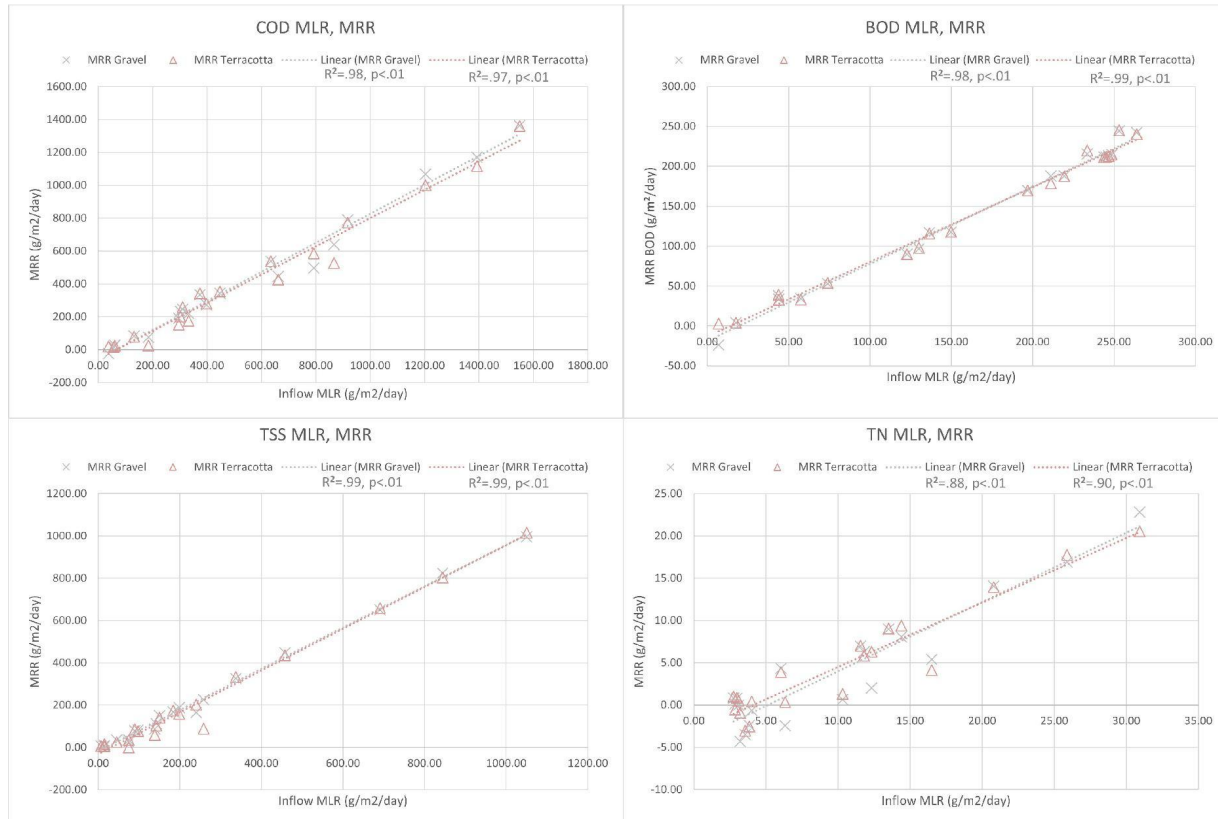 COD MLR, MRR
MRR Gravel MRR Terracotta Linear (MRR Gravel) Linear (MRR Terracotta)
R²=.98, p<.01 R²=.97, p<.01
1600.00
1400.00
1200.00
1000.00
800.00
600.00
400.00
200.00
0.00
-200.00
MRR (g/m2/day)
0.00 200.00 400.00 600.00 800.00 1000.00 1200.00 1400.00 1600.00 1800.00
Inflow MLR (g/m2/day)
BOD MLR, MRR
MRR Gravel MRR Terracotta Linear (MRR Gravel) Linear (MRR Terracotta)
R²=.98, p<.01 R²=.99, p<.01
300.00
250.00
200.00
150.00
100.00
50.00
0.00
-50.00
MRR BOD (g/m²/day)
0.00 50.00 100.00 150.00 200.00 250.00 300.00
Inflow MLR (g/m2/day)
TSS MLR, MRR
MRR Gravel MRR Terracotta Linear (MRR Gravel) Linear (MRR Terracotta)
R²=.99, p<.01 R²=.99, p<.01
1200.00
1000.00
800.00
600.00
400.00
200.00
0.00
-200.00
MRR (g/m2/day)
0.00 200.00 400.00 600.00 800.00 1000.00 1200.00
Inflow MLR (g/m2/day)
TN MLR, MRR
MRR Gravel MRR Terracotta Linear (MRR Gravel) Linear (MRR Terracotta)
R²=.88, p<.01 R²=.90, p<.01
25.00
20.00
15.00
10.00
5.00
0.00
-5.00
-10.00
MRR (g/m2/day)
0.00 5.00 10.00 15.00 20.00 25.00 30.00 35.00
Inflow MLR (g/m2/day)